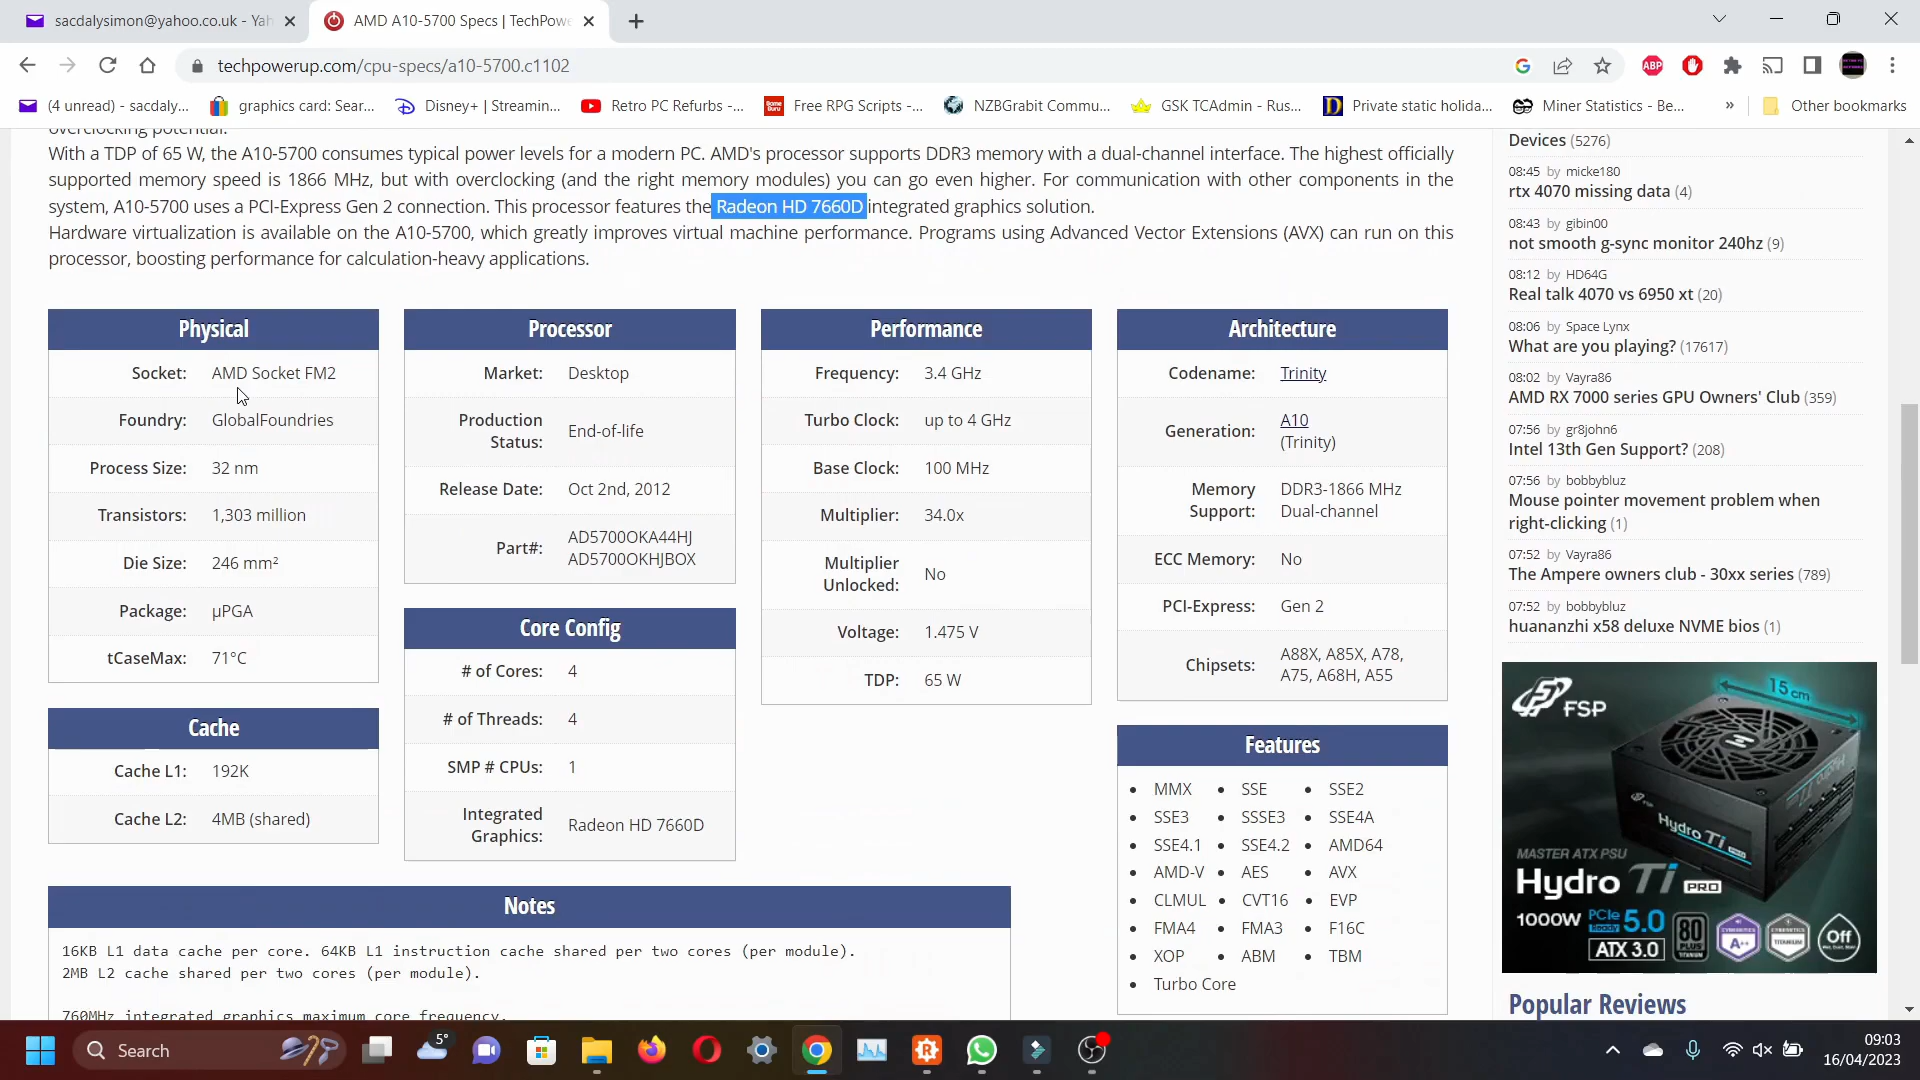 sacdalysimon@yahoo.co.uk - Yah
AMD A10-5700 Specs | TechPowe
techpowerup.com/cpu-specs/a10-5700.c1102
ABP
(4 unread) - sacdaly...
graphics card: Sear...
Disney+ | Streamin...
Retro PC Refurbs -...
Free RPG Scripts -...
NZBGrabit Commu...
GSK TCAdmin - Rus...
Private static holida...
Miner Statistics - Be...
»
Other bookmarks
overclocking potential.
With a TDP of 65 W, the A10-5700 consumes typical power levels for a modern PC. AMD's processor supports DDR3 memory with a dual-channel interface. The highest officially
supported memory speed is 1866 MHz, but with overclocking (and the right memory modules) you can go even higher. For communication with other components in the
system, A10-5700 uses a PCI-Express Gen 2 connection. This processor features the Radeon HD 7660D integrated graphics solution.
Hardware virtualization is available on the A10-5700, which greatly improves virtual machine performance. Programs using Advanced Vector Extensions (AVX) can run on this
processor, boosting performance for calculation-heavy applications.
Physical
Socket: AMD Socket FM2
Foundry: GlobalFoundries
Process Size: 32 nm
Transistors: 1,303 million
Die Size: 246 mm²
Package: µPGA
tCaseMax: 71°C
Cache
Cache L1: 192K
Cache L2: 4MB (shared)
Processor
Market: Desktop
Production
Status:
End-of-life
Release Date: Oct 2nd, 2012
Part#:
AD5700OKA44HJ
AD5700OKHJBOX
Core Config
# of Cores: 4
# of Threads: 4
SMP # CPUs: 1
Integrated
Graphics:
Radeon HD 7660D
Performance
Frequency: 3.4 GHz
Turbo Clock: up to 4 GHz
Base Clock: 100 MHz
Multiplier: 34.0x
Multiplier
Unlocked:
No
Voltage: 1.475 V
TDP: 65 W
Architecture
Codename: Trinity
Generation:
A10
(Trinity)
Memory
Support:
DDR3-1866 MHz
Dual-channel
ECC Memory: No
PCI-Express: Gen 2
Chipsets:
A88X, A85X, A78,
A75, A68H, A55
Features
MMX • SSE • SSE2
SSE3 • SSSE3 • SSE4A
SSE4.1 • SSE4.2 • AMD64
AMD-V • AES • AVX
CLMUL • CVT16 • EVP
FMA4 • FMA3 • F16C
XOP • ABM • TBM
Turbo Core
Notes
16KB L1 data cache per core. 64KB L1 instruction cache shared per two cores (per module).
2MB L2 cache shared per two cores (per module).
760MHz integrated graphics maximum core frequency.
Devices (5276)
08:45 by micke180
rtx 4070 missing data (4)
08:43 by gibin00
not smooth g-sync monitor 240hz (9)
08:12 by HD64G
Real talk 4070 vs 6950 xt (20)
08:06 by Space Lynx
What are you playing? (17617)
08:02 by Vayra86
AMD RX 7000 series GPU Owners' Club (359)
07:56 by gr8john6
Intel 13th Gen Support? (208)
07:56 by bobbybluz
Mouse pointer movement problem when
right-clicking (1)
07:52 by Vayra86
The Ampere owners club - 30xx series (789)
07:52 by bobbybluz
huananzhi x58 deluxe NVME bios (1)
FSP
15cm
Hydro Ti PRO
MASTER ATX PSU
Hydro Ti PRO
1000W PCIe Ready 5.0
ATX 3.0
80 PLUS
A++
TITANIUM
Off
Popular Reviews
Search
5°
09:03
16/04/2023